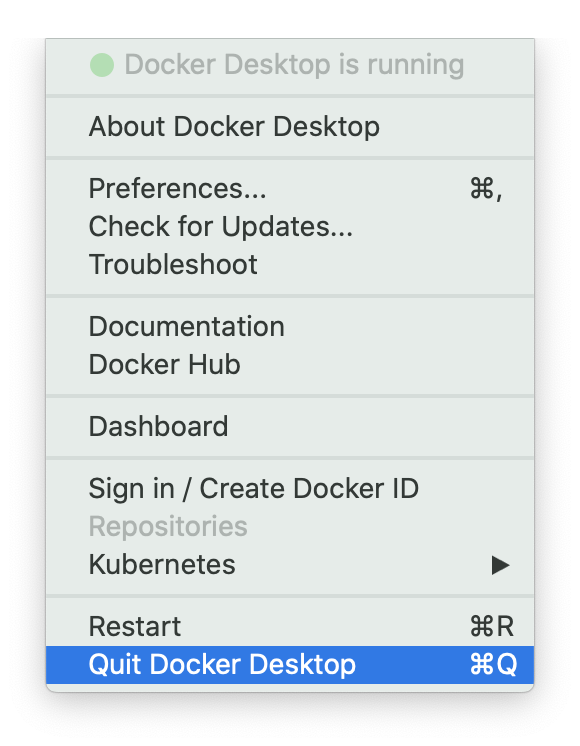 Docker Desktop is running
About Docker Desktop
Preferences... ⌘,
Check for Updates...
Troubleshoot
Documentation
Docker Hub
Dashboard
Sign in / Create Docker ID
Repositories
Kubernetes ▶
Restart ⌘R
Quit Docker Desktop ⌘Q